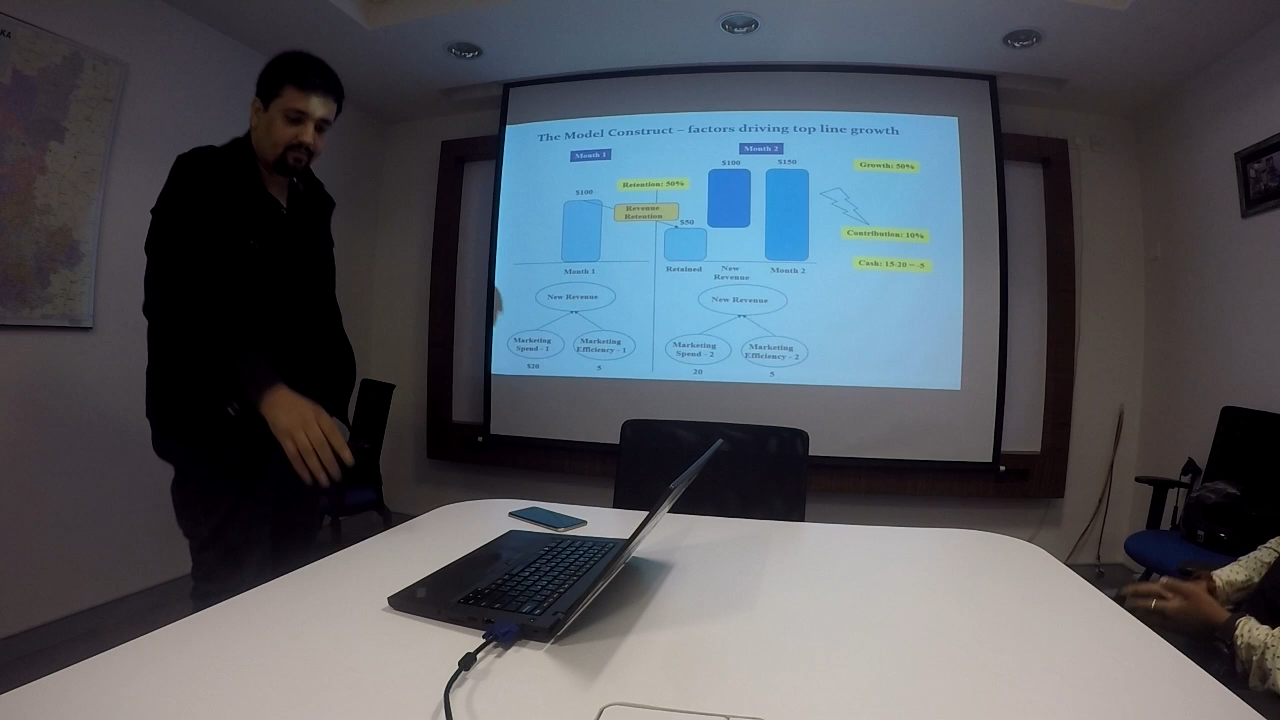 KA
The Model Construct – factors driving top line growth
Month 1
Month 2
$100
$150
Growth: 50%
Retention: 50%
$100
Revenue
Retention
$50
Contribution: 10%
Cash: 15-20 = -5
Month 1
Retained
New
Revenue
Month 2
New Revenue
New Revenue
Marketing
Spend - 1
Marketing
Efficiency - 1
Marketing
Spend - 2
Marketing
Efficiency - 2
$20
5
20
5